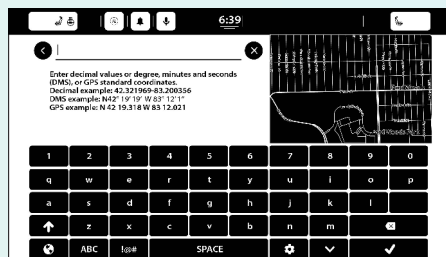 6:39
Enter decimal values or degree, minutes and seconds
(DMS), or GPS standard coordinates.
Decimal example: 42.321969-83.200356
DMS example: N42° 19'19" W 83° 12'1"
GPS example: N 42 19.318 W 83 12.021
1 2 3 4 5 6 7 8 9 0
q w e r t y u i o p
a s d f g h j k l
z x c v b n m
ABC !@# SPACE